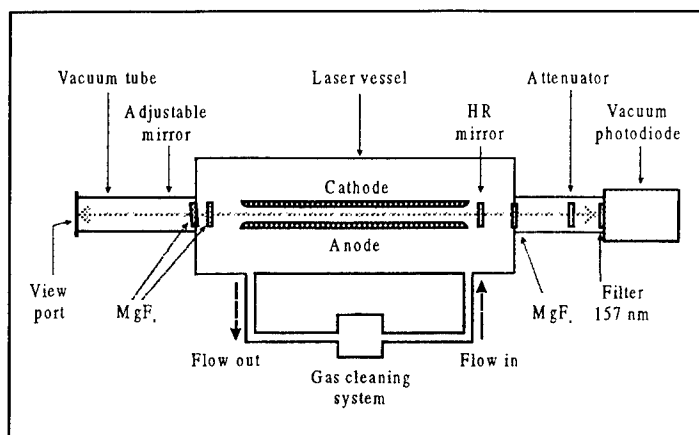 Vacuum tube
Laser vessel
Attenuator
Adjustable
mirror
HR
mirror
Vacuum
photodiode
Cathode
Anode
View
port
MgF
MgF
Filter
157 nm
Flow out
Flow in
Gas cleaning
system